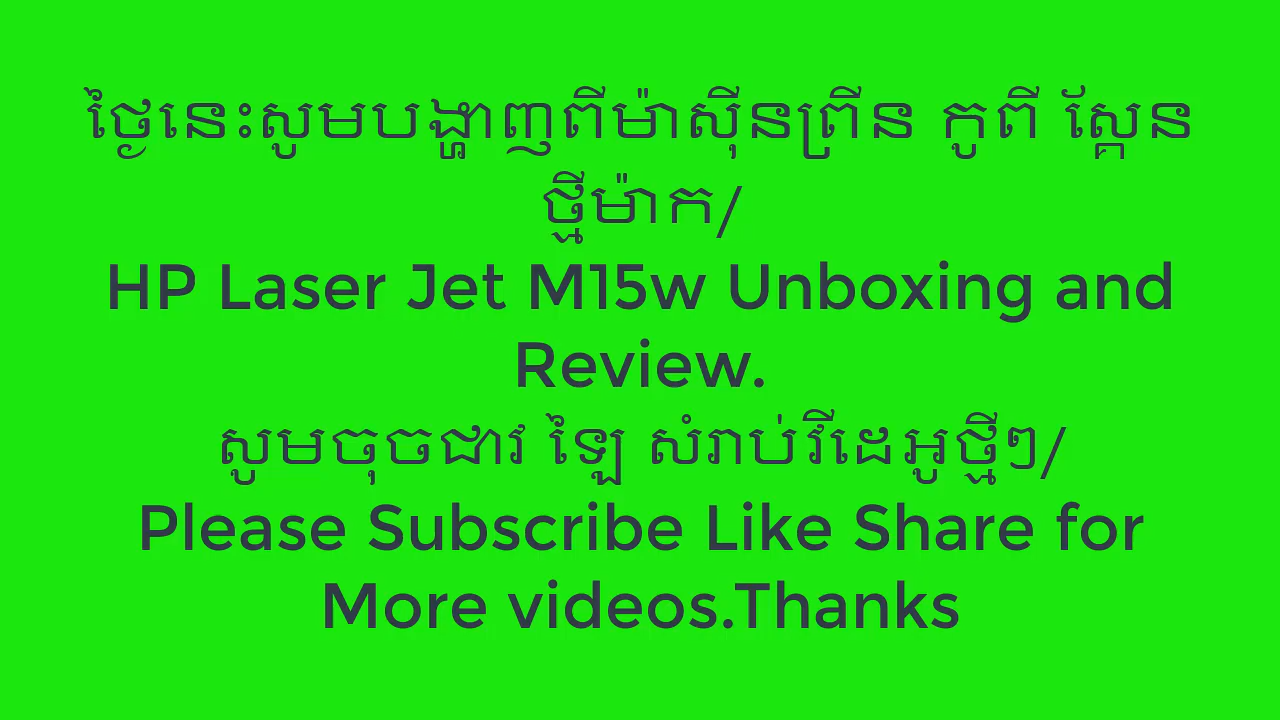 ថ្ងៃនេះសូមបង្ហាញពីម៉ាស៊ីនព្រីន កូពី ស្គែន
ថ្មីម៉ាក/
HP Laser Jet M15w Unboxing and
Review.
សូមចុចជាវ ឡៃ សំរាប់វីដេអូថ្មីៗ/
Please Subscribe Like Share for
More videos.Thanks